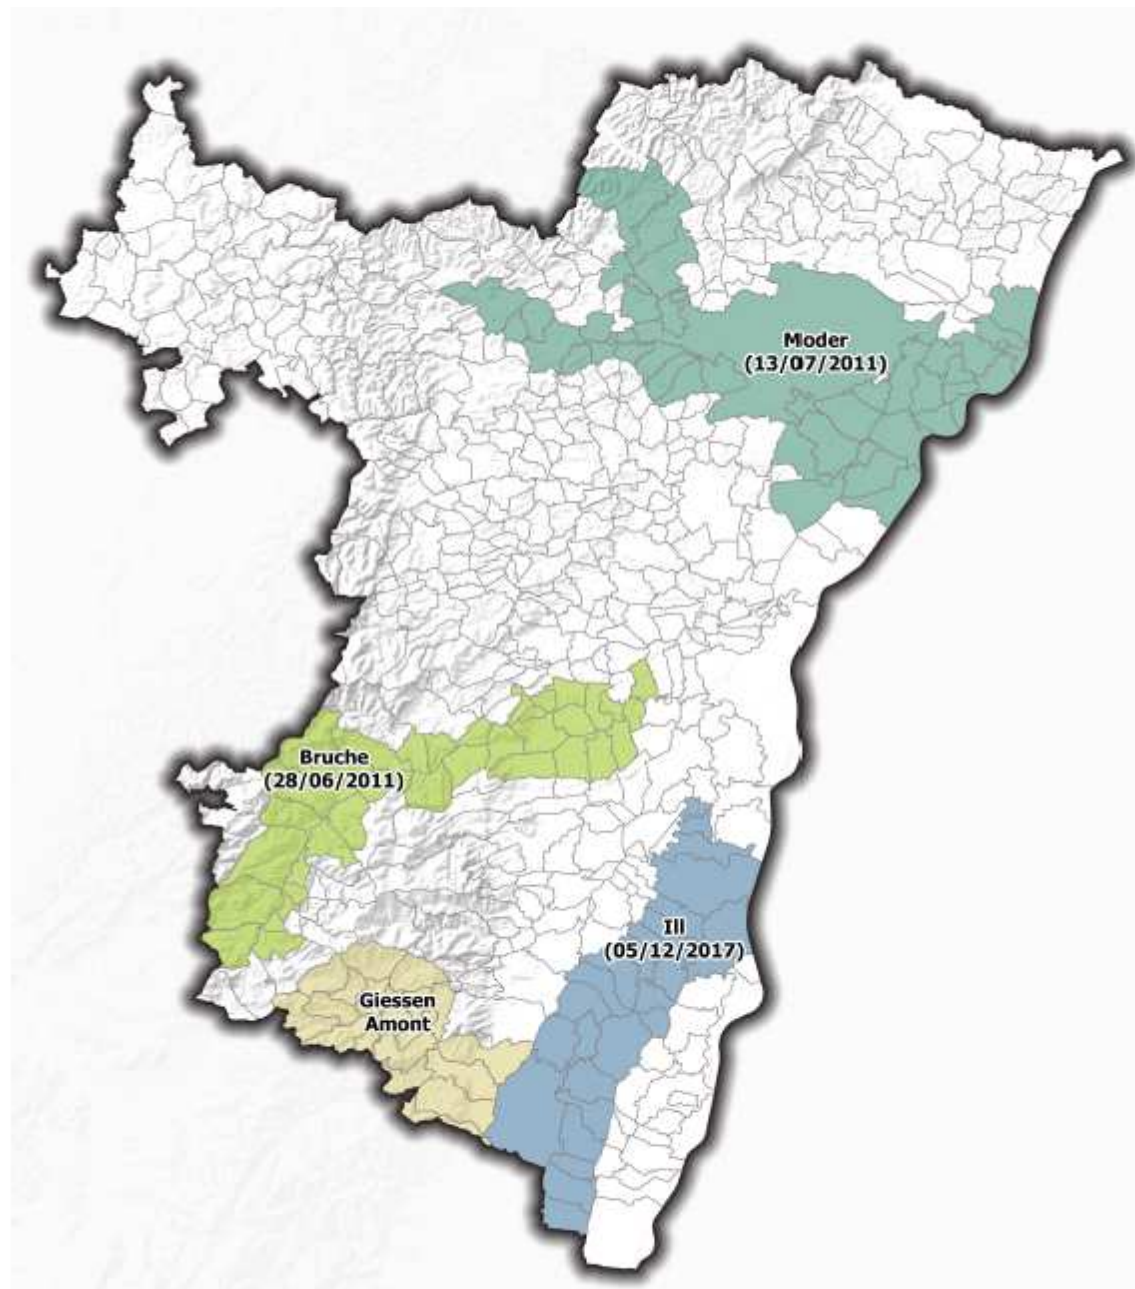 Moder
(13/07/2011)
Bruche
(28/06/2011)
Ill
(05/12/2017)
Giessen
Amont